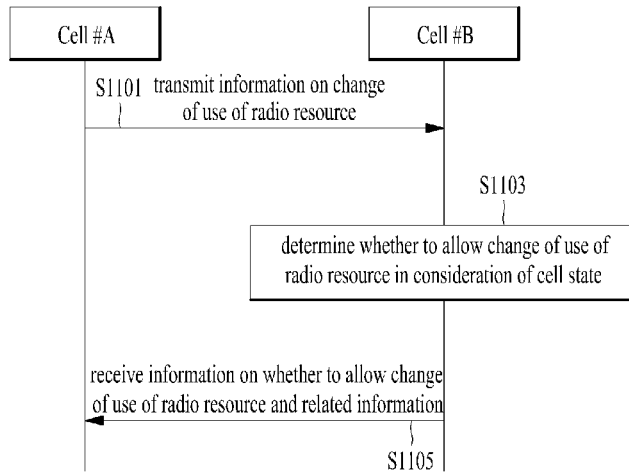 Cell #A
Cell #B
S1101
transmit information on change
of use of radio resource
S1103
determine whether to allow change of use of
radio resource in consideration of cell state
receive information on whether to allow change
of use of radio resource and related information
S1105